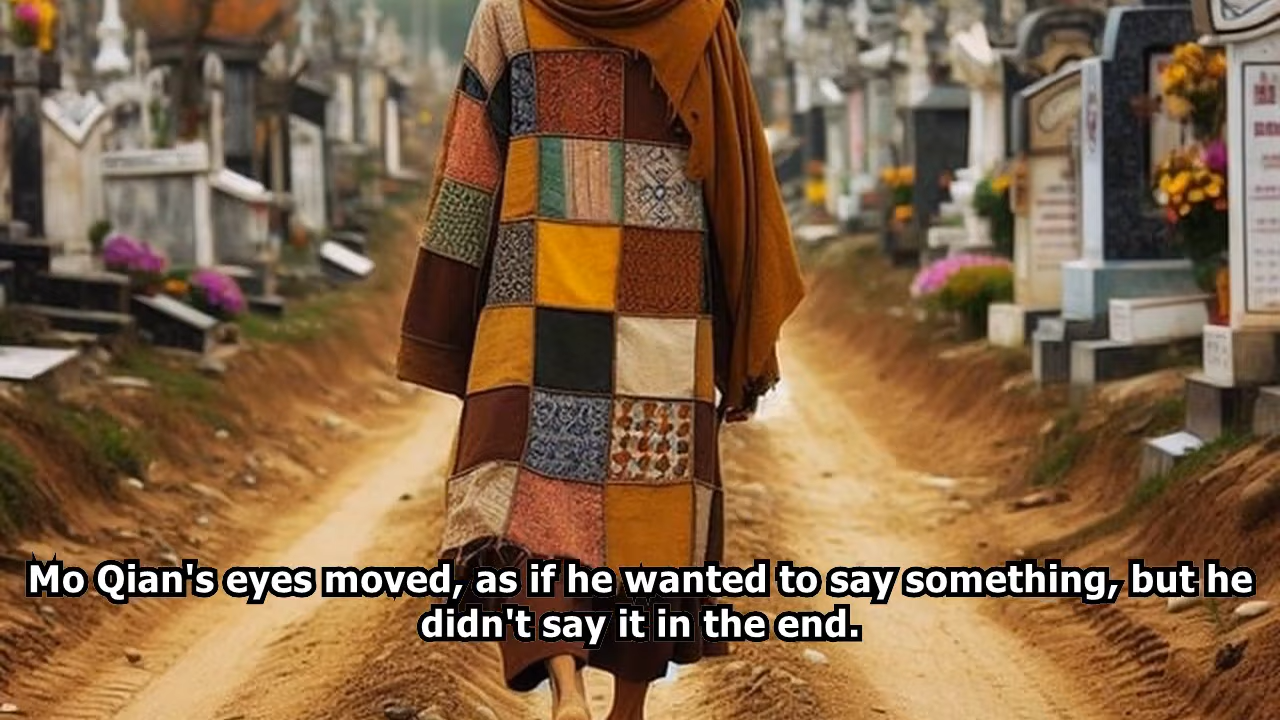 Mo Qian's eyes moved, as if he wanted to say something, but he
didn't say it in the end.